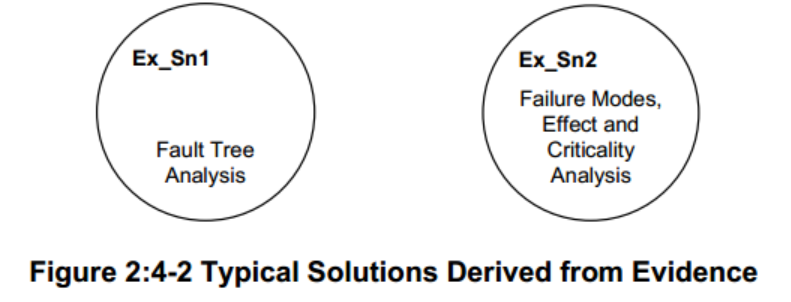 Ex_Sn1
Fault Tree
Analysis
Ex_Sn2
Failure Modes,
Effect and
Criticality
Analysis
Figure 2:4-2 Typical Solutions Derived from Evidence